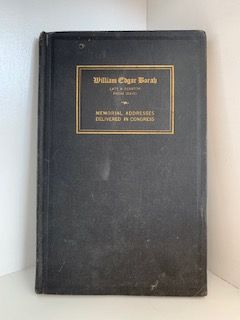 William Edgar Borah
LATE A SENATOR
FROM IDAHO
MEMORIAL ADDRESSES
DELIVERED IN CONGRESS